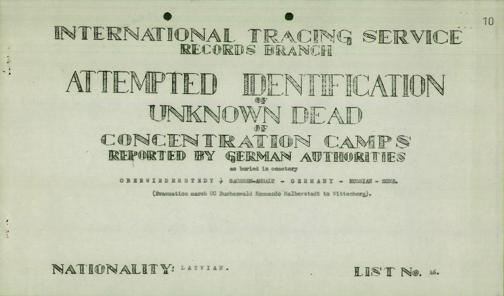 10
INTERNATIONAL TRACING SERVICE
RECORDS BRANCH
ATTEMPTED IDENTIFICATION
OF
UNKNOWN DEAD
OF
CONCENTRATION CAMPS
REPORTED BY GERMAN AUTHORITIES
as buried in cemetery
OBERWIEDERSTEDT, SACHSEN-ANHALT - GERMANY - RUSSIAN - ZONE.
(Evacuation march CC Buchenwald Kommando Halberstadt to Wittenberg).
NATIONALITY: LATVIAN. LIST No.